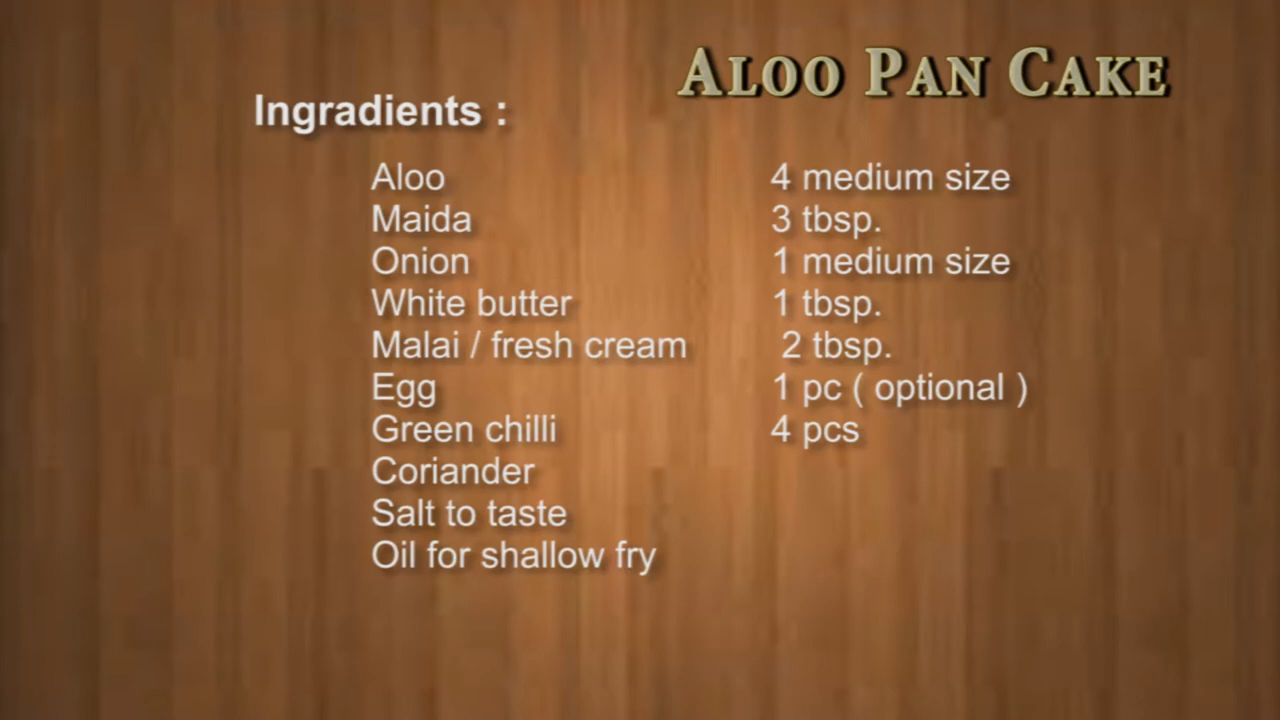 Aloo Pan Cake
Ingradients :
Aloo 4 medium size
Maida 3 tbsp.
Onion 1 medium size
White butter 1 tbsp.
Malai / fresh cream 2 tbsp.
Egg 1 pc ( optional )
Green chilli 4 pcs
Coriander
Salt to taste
Oil for shallow fry